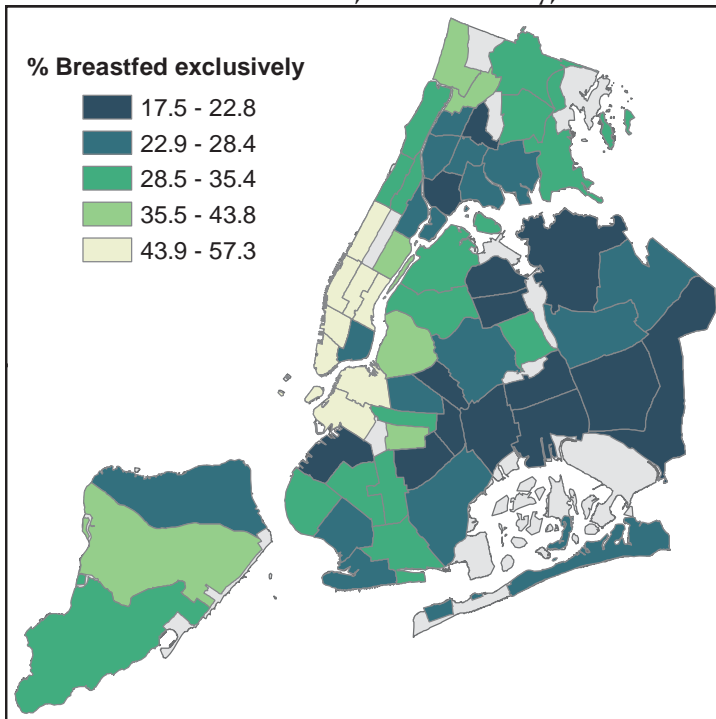 % Breastfed exclusively
17.5 - 22.8
22.9 - 28.4
28.5 - 35.4
35.5 - 43.8
43.9 - 57.3